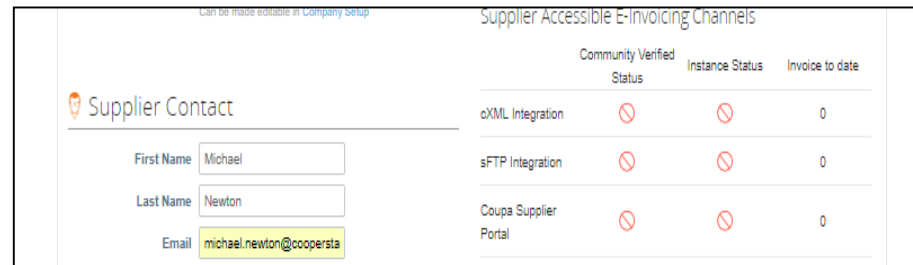 Can be made editable in Company Setup
Supplier Contact
First Name Michael
Last Name Newton
Email michael.newton@coopersta
Supplier Accessible E-Invoicing Channels
Community Verified
Status
Instance Status
Invoice to date
cXML Integration 0
sFTP Integration 0
Coupa Supplier
Portal
0